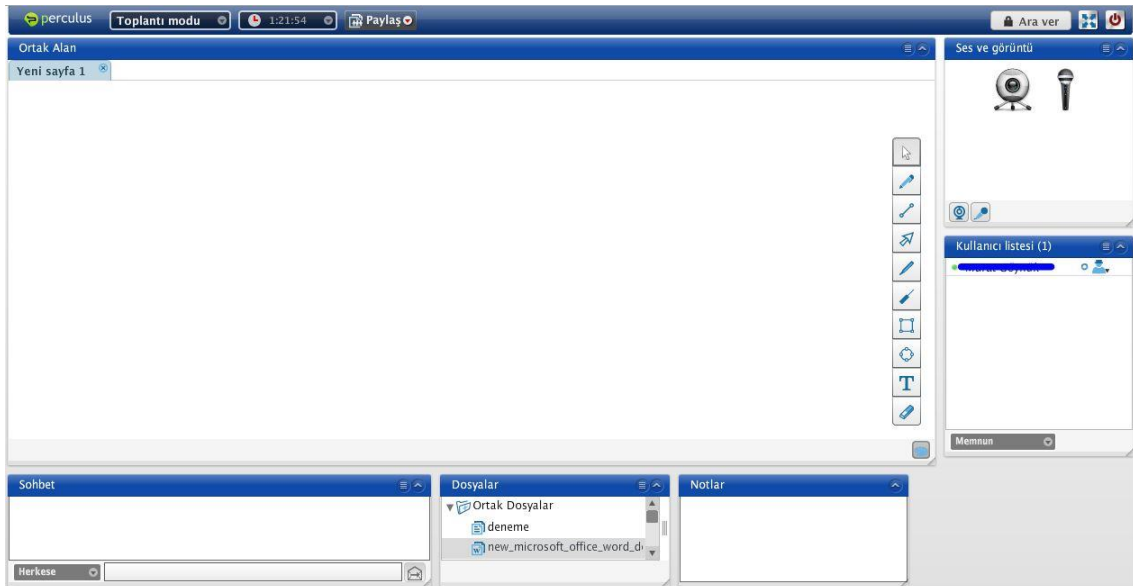 perculus Toplantı modu 1:21:54 Paylaş Ara ver
Ortak Alan
Yeni sayfa 1
T
Ses ve görüntü
Kullanıcı listesi (1)
Memnun
Sohbet
Herkese
Dosyalar
Ortak Dosyalar
deneme
Notlar